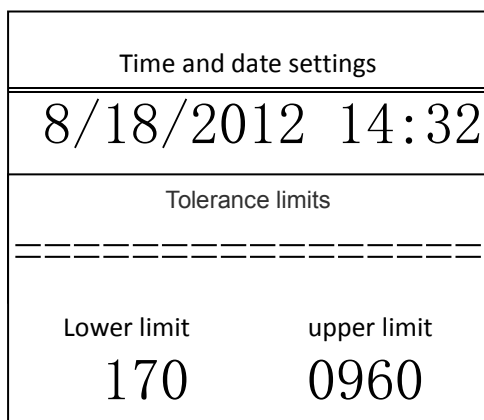 Time and date settings
8/18/2012 14:32
Tolerance limits
==================
Lower limit upper limit
170 0960